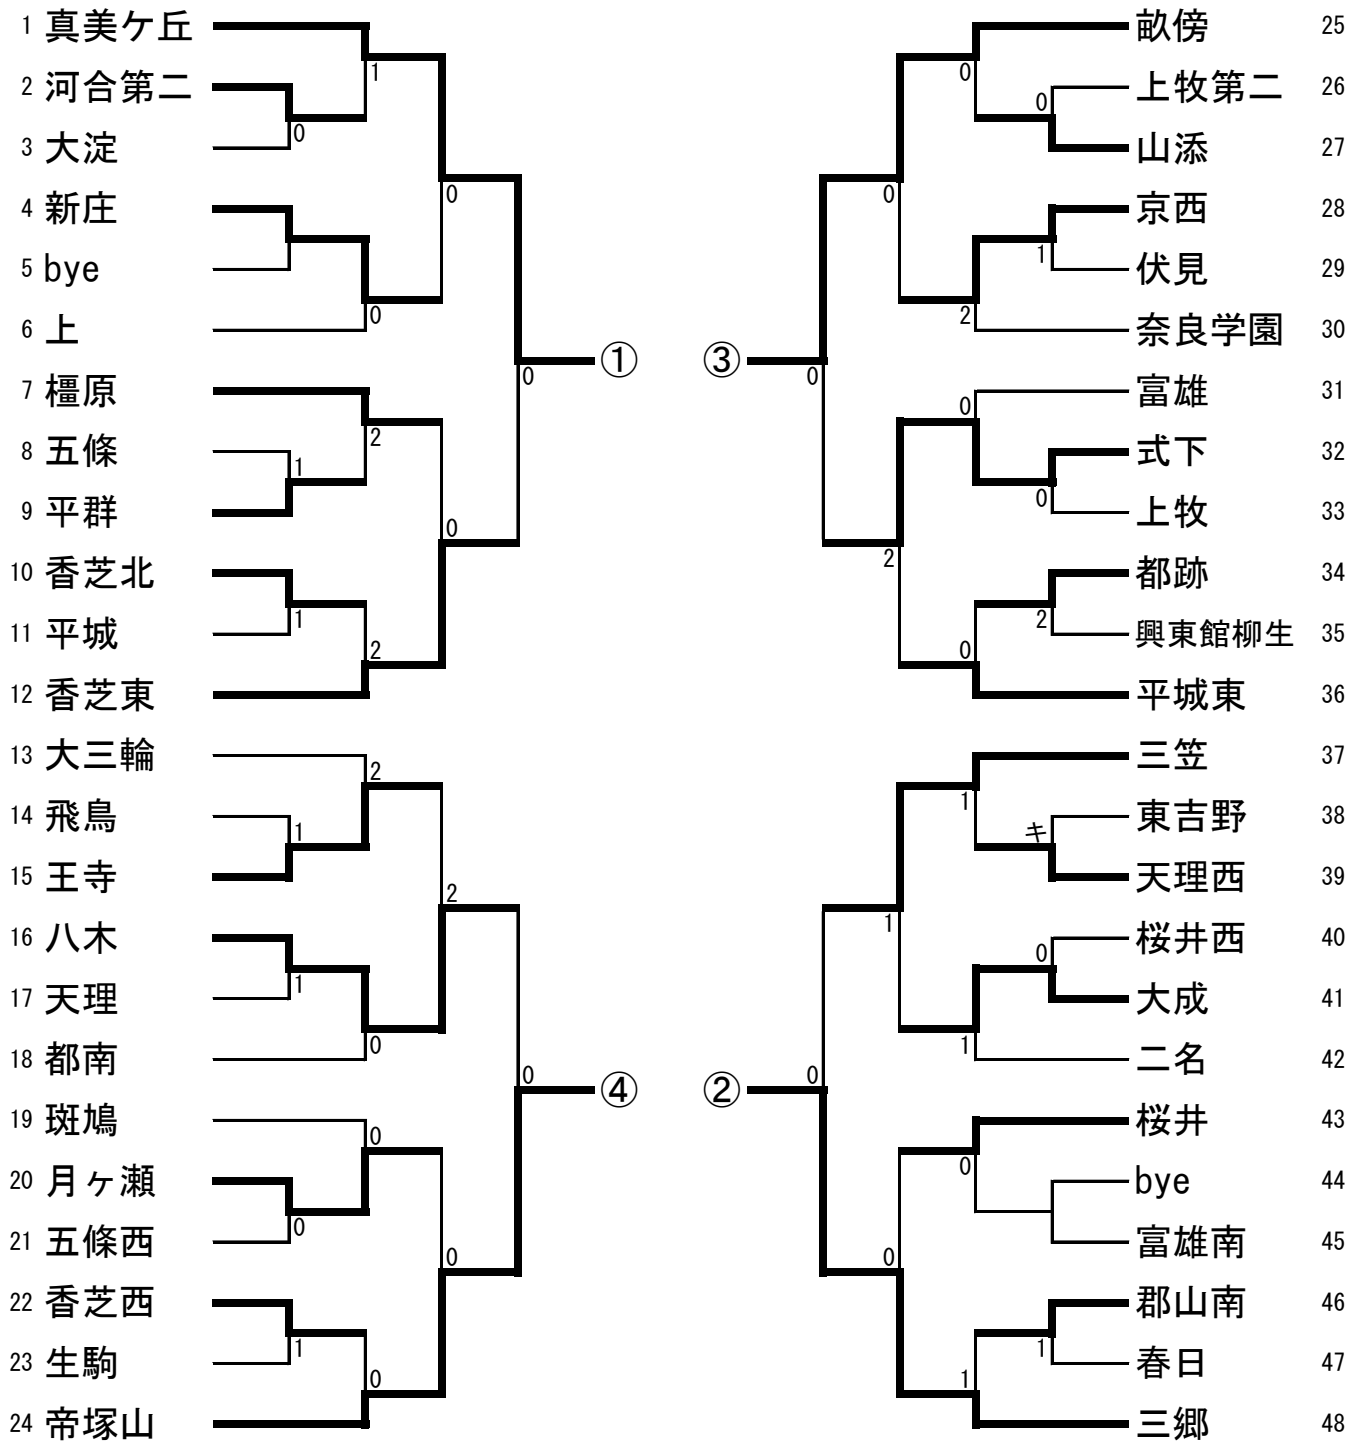 1 真美ケ丘
1
2 河合第二
0
3 大淀
0
4 新庄
5 bye
0
6 上
① 
0
7 橿原
2
8 五條
1
9 平群
0
10 香芝北
1
11 平城
2
12 香芝東
13 大三輪
2
14 飛鳥
1
15 王寺
2
16 八木
1
17 天理
0
18 都南
0
④
19 斑鳩
0
20 月ヶ瀬
0
21 五條西
0
22 香芝西
1
23 生駒
0
24 帝塚山
畝傍 25
0
上牧第二 26
0
山添 27
0
京西 28
1
伏見 29
2
奈良学園 30
③
0
富雄 31
0
式下 32
0
上牧 33
2
都跡 34
2
興東館柳生 35
0
平城東 36
三笠 37
1
東吉野 38
キ
天理西 39
1
桜井西 40
0
大成 41
1
二名 42
0
②
桜井 43
0
bye 44
富雄南 45
0
郡山南 46
1
春日 47
1
三郷 48